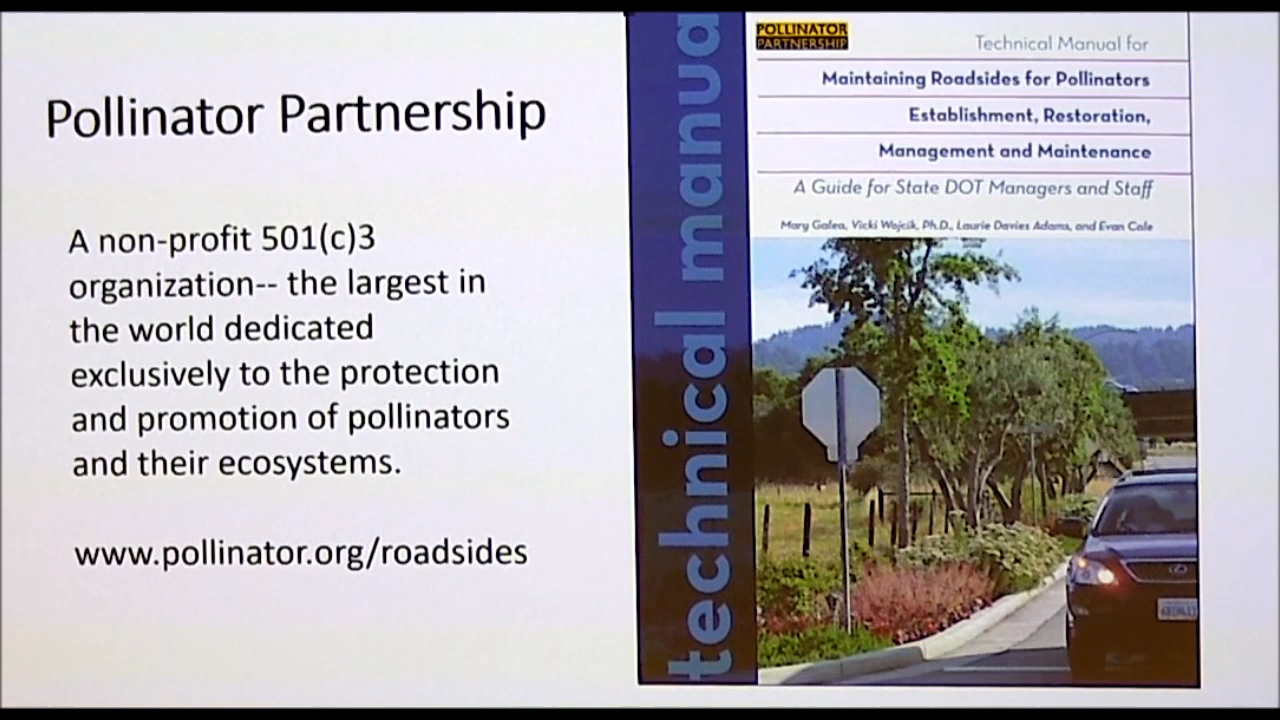 Pollinator Partnership
A non-profit 501(c)3
organization-- the largest in
the world dedicated
exclusively to the protection
and promotion of pollinators
and their ecosystems.
www.pollinator.org/roadsides
technical manua
POLLINATOR
PARTNERSHIP
Technical Manual for
Maintaining Roadsides for Pollinators
Establishment, Restoration,
Management and Maintenance
A Guide for State DOT Managers and Staff
Mary Galea, Vicki Wojcik, Ph.D., Laurie Davies Adams, and Evan Cole